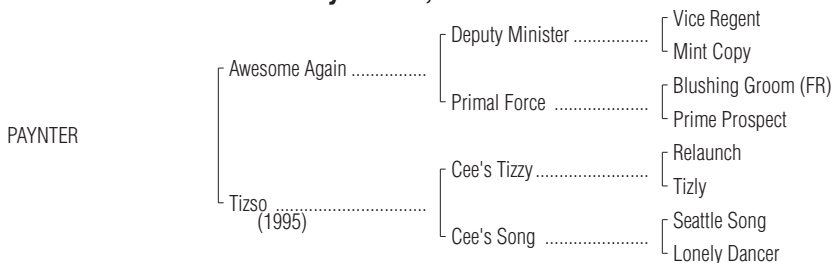 Vice Regent
Deputy Minister ................
Mint Copy
Awesome Again ................
Blushing Groom (FR)
Primal Force ....................
Prime Prospect
PAYNTER
Relaunch
Cee's Tizzy ........................
Tizly
Tizso ................................
(1995)
Seattle Song
Cee's Song ......................
Lonely Dancer